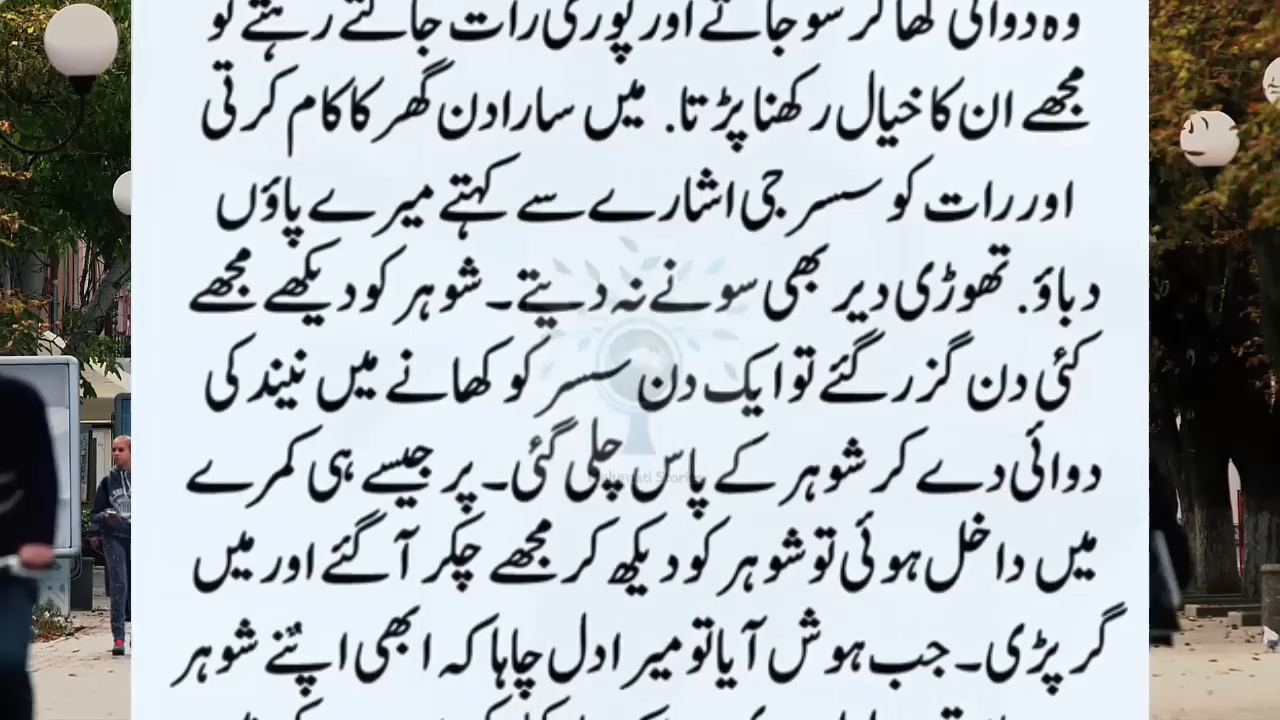 وہ دوائی کھا کر سو جاتے اور پوری رات جاگتے رہتے تو
مجھے ان کا خیال رکھنا پڑتا. میں سارا دن گھر کا کام کرتی
اور رات کو سسر جی اشارے سے کہتے میرے پاؤں
دباؤ. تھوڑی دیر بھی سونے نہ دیتے۔ شوہر کو دیکھے مجھے
کئی دن گزر گئے تو ایک دن سسر کو کھانے میں نیند کی
دوائی دے کر شوہر کے پاس چلی گئی۔ پر جیسے ہی کمرے
میں داخل ہوئی تو شوہر کو دیکھ کر مجھے چکر آ گئے اور میں
گر پڑی۔ جب ہوش آیا تو میرا دل چاہا کہ ابھی اپنے شوہر